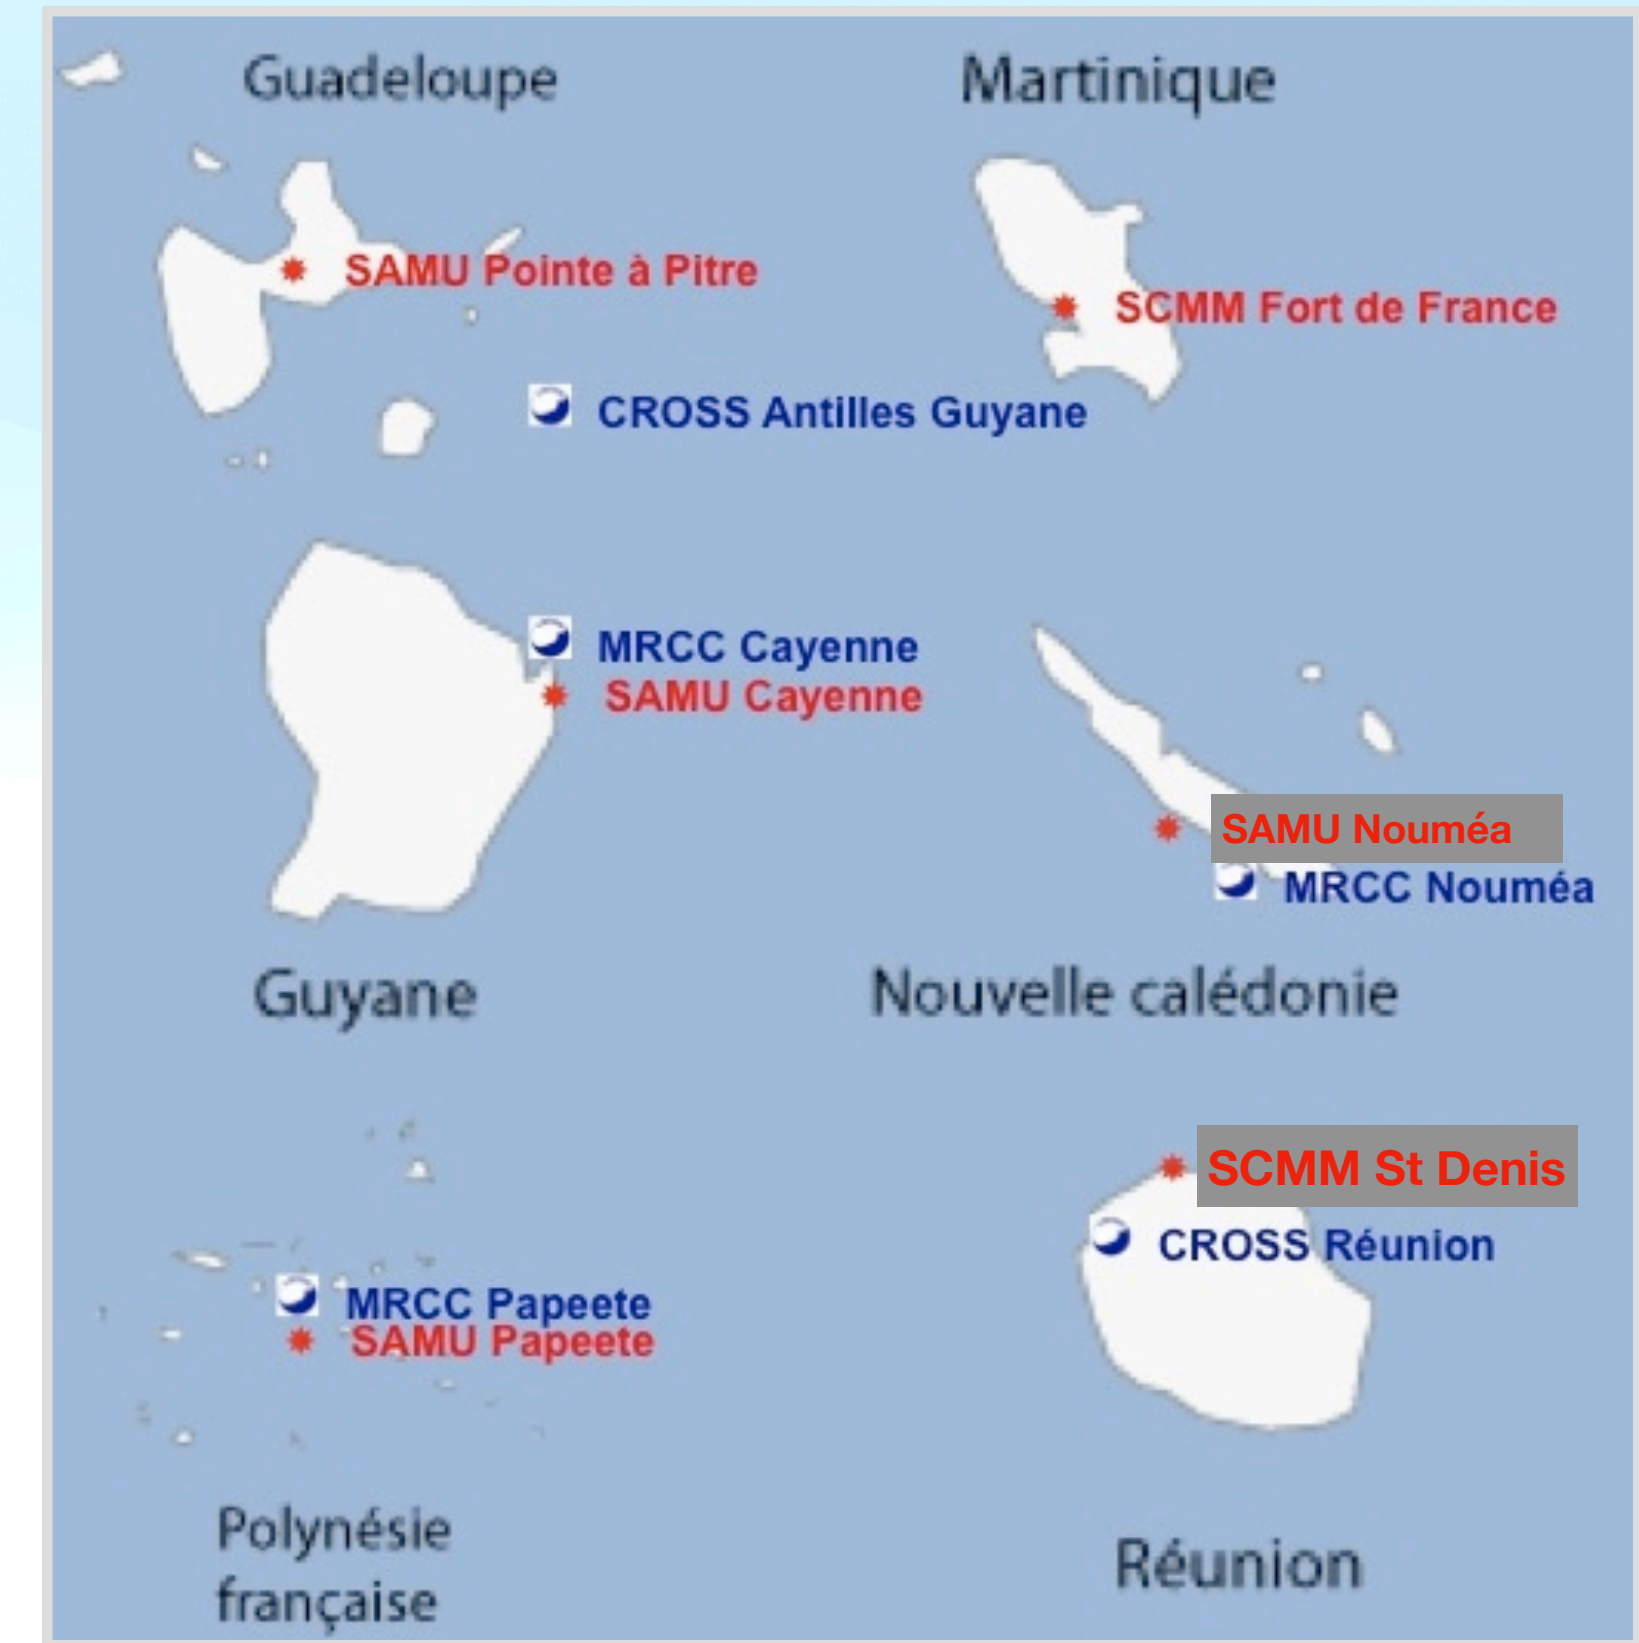 Guadeloupe
Martinique
SAMU Pointe à Pitre
SCMM Fort de France
CROSS Antilles Guyane
MRCC Cayenne
SAMU Cayenne
SAMU Nouméa
MRCC Nouméa
Guyane
Nouvelle calédonie
SCMM St Denis
CROSS Réunion
MRCC Papeete
SAMU Papeete
Polynésie
française
Réunion